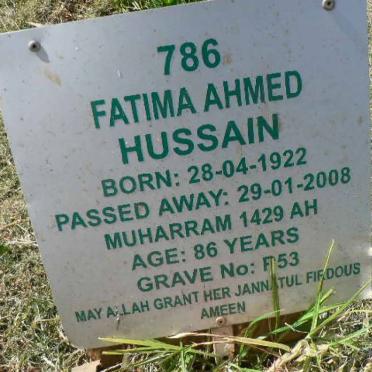 786
FATIMA AHMED
HUSSAIN
BORN: 28-04-1922
PASSED AWAY: 29-01-2008
MUHARRAM 1429 AH
AGE: 86 YEARS
GRAVE No: F53
MAY ALLAH GRANT HER JANNATUL FIRDOUS
AMEEN